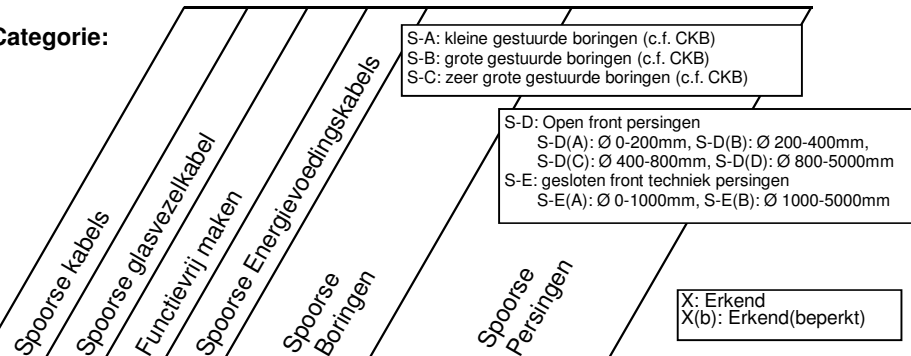 Categorie:
S-A: kleine gestuurde boringen (c.f. CKB)
S-B: grote gestuurde boringen (c.f. CKB)
S-C: zeer grote gestuurde boringen (c.f. CKB)
S-D: Open front persingen
S-D(A): Ø 0-200mm, S-D(B): Ø 200-400mm,
S-D(C): Ø 400-800mm, S-D(D): Ø 800-5000mm
S-E: gesloten front techniek persingen
S-E(A): Ø 0-1000mm, S-E(B): Ø 1000-5000mm
Spoorse kabels
Spoorse glasvezelkabel
Functievrij maken
Spoorse Energievoedingskabels
Spoorse
Boringen
Spoorse
Persingen
X: Erkend
X(b): Erkend(beperkt)